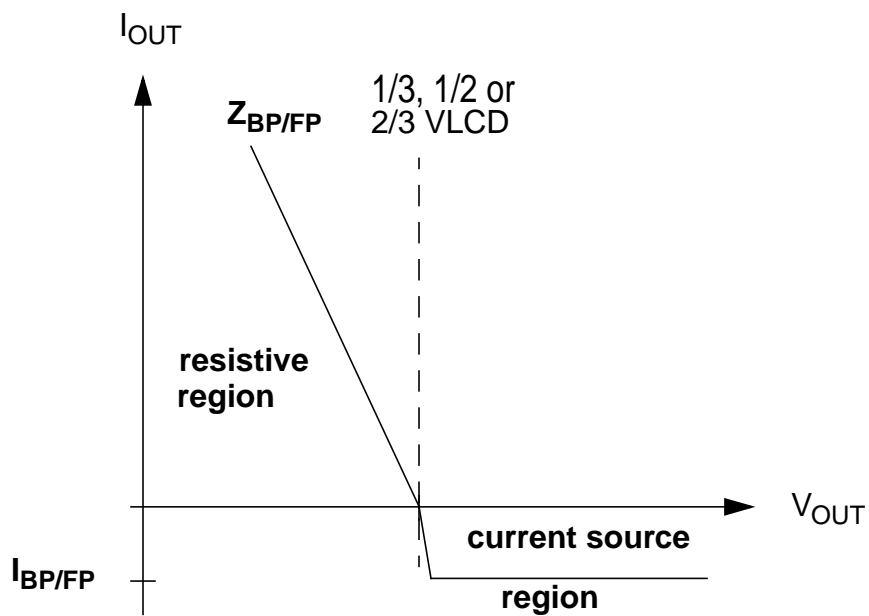 I_OUT
1/3, 1/2 or
2/3 VLCD
Z_BP/FP
resistive
region
V_OUT
current source
I_BP/FP
region